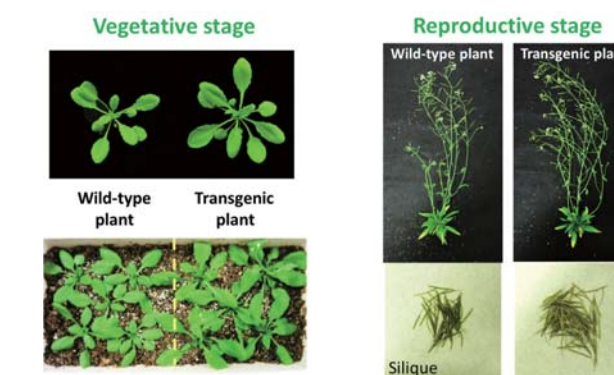 Vegetative stage
Wild-type
plant
Transgenic
plant
Reproductive stage
Wild-type plant
Transgenic pla
Silique